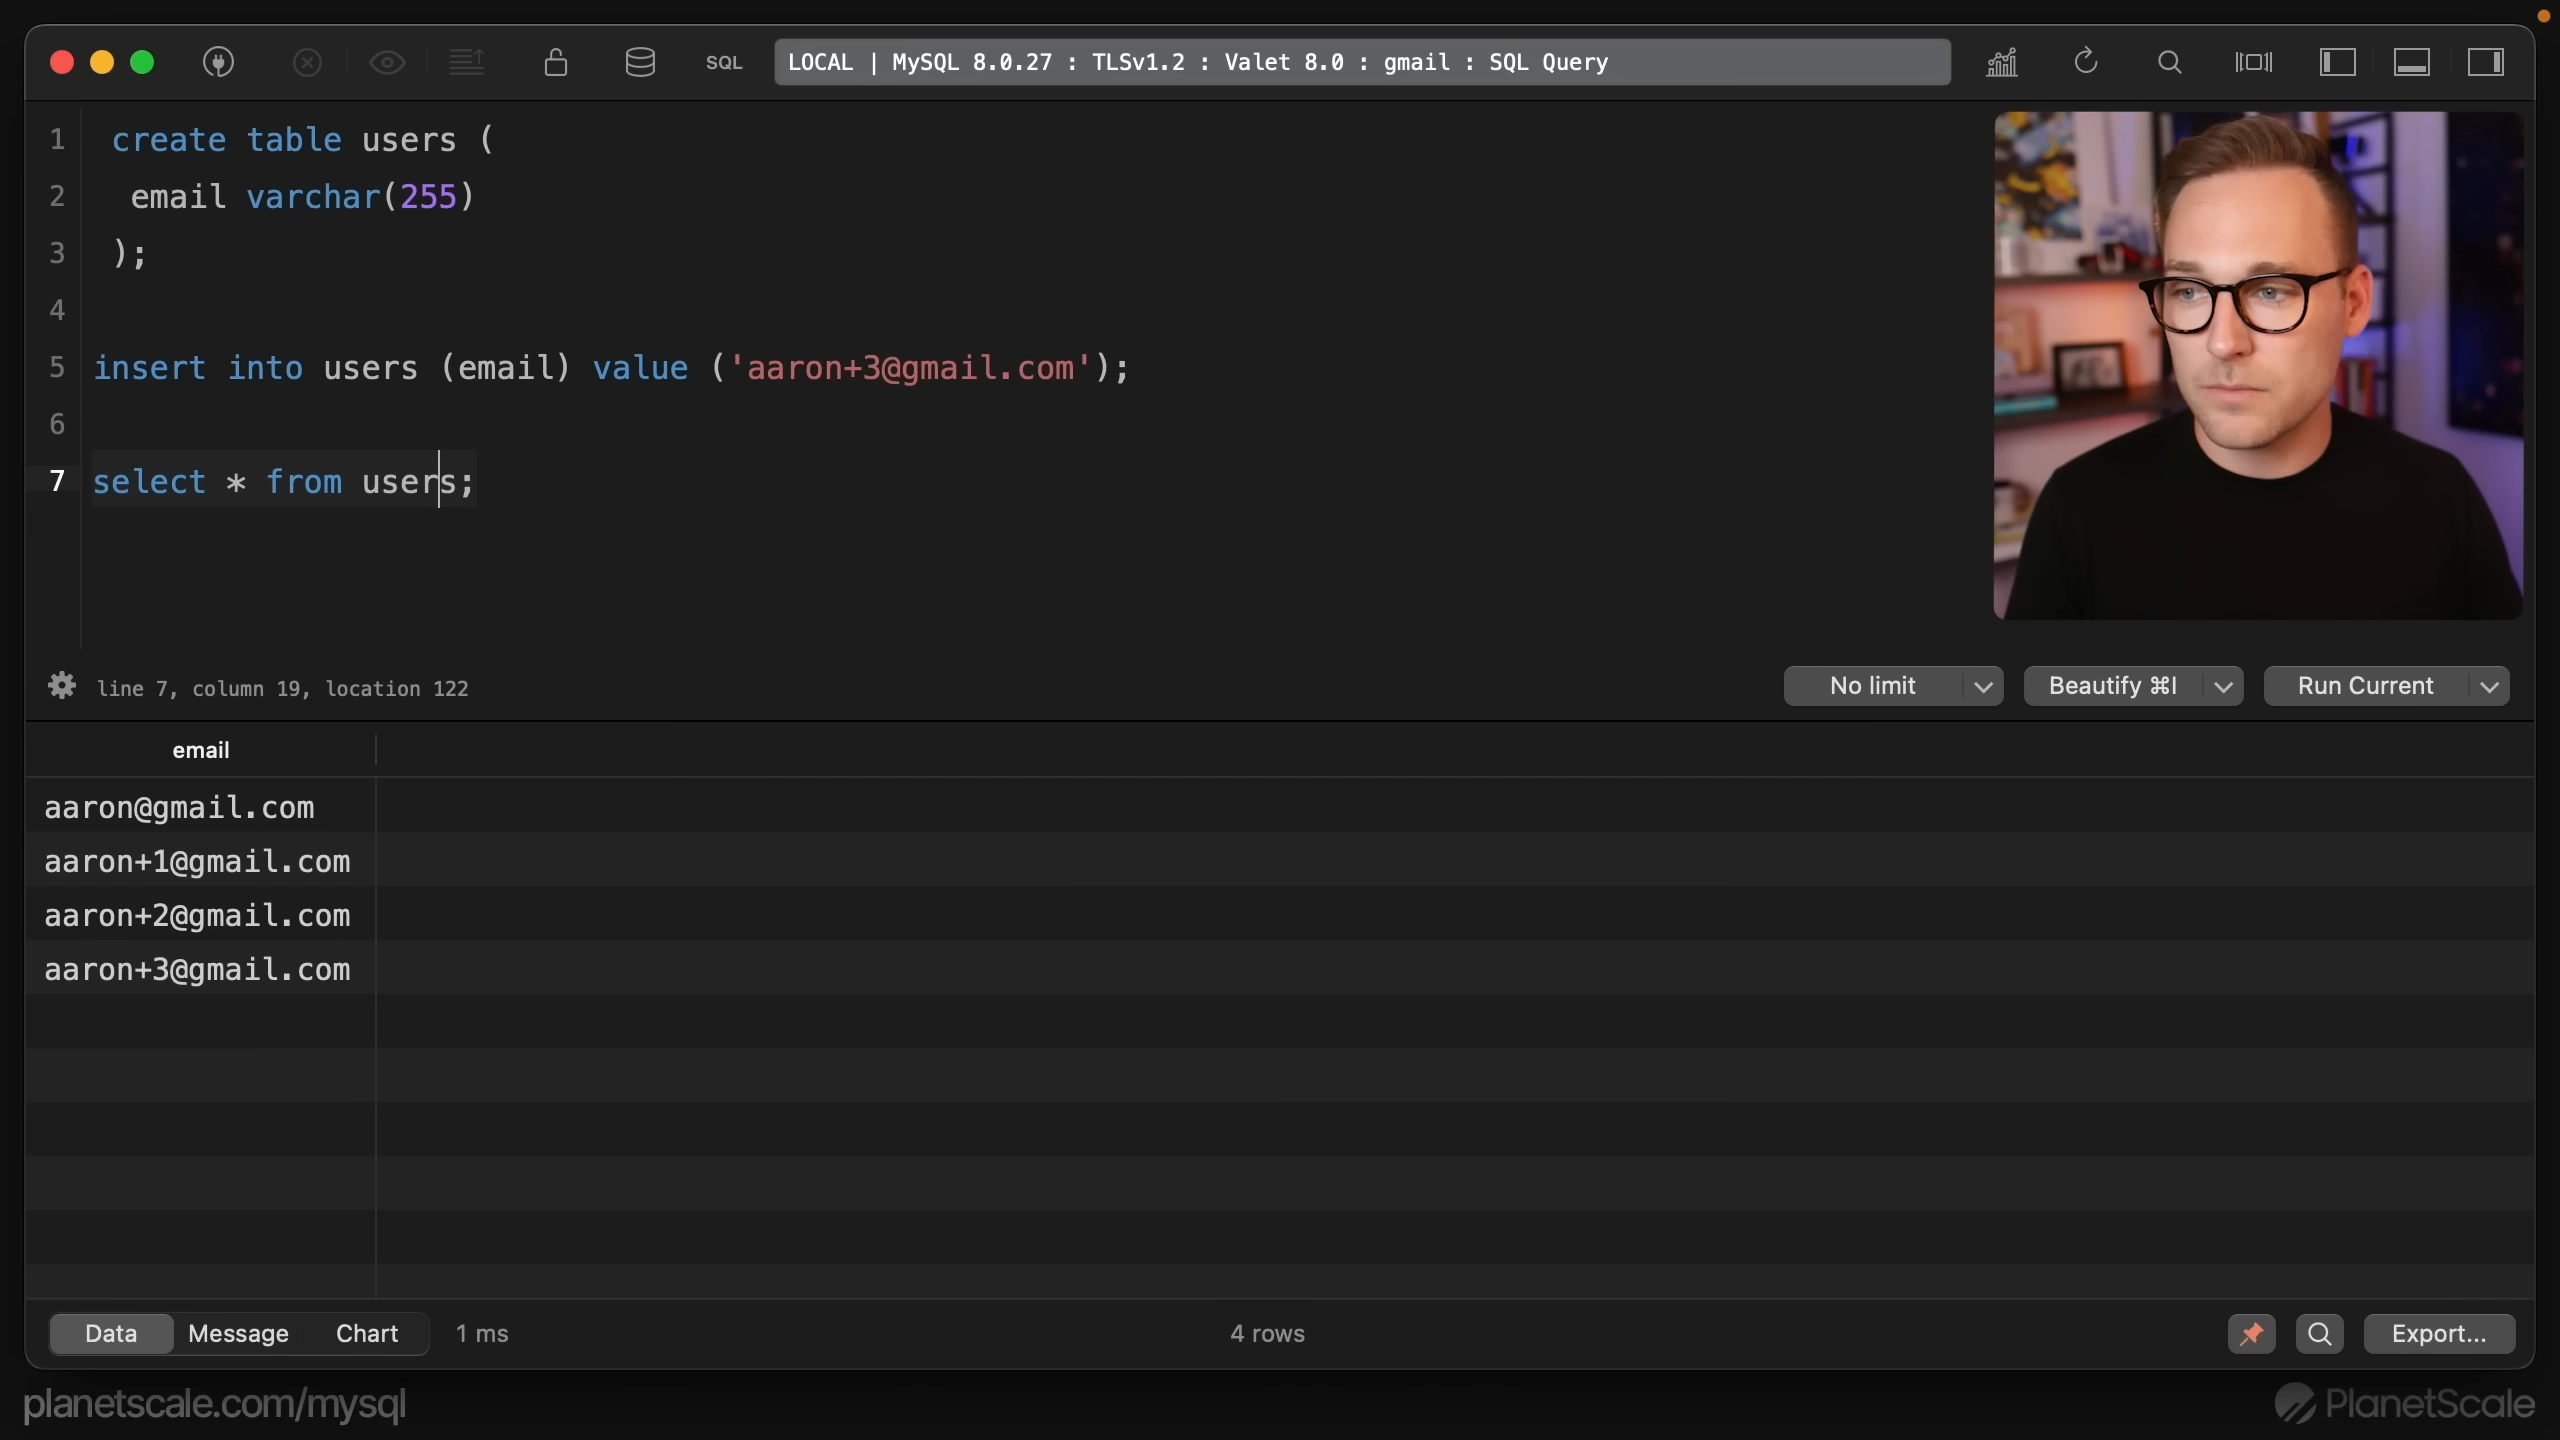 SQL LOCAL | MySQL 8.0.27 : TLSv1.2 : Valet 8.0 : gmail : SQL Query
1 create table users (
2 email varchar(255)
3 );
4
5 insert into users (email) value ('aaron+3@gmail.com');
6
7 select * from users;
line 7, column 19, location 122 No limit Beautify ⌘I Run Current
email
aaron@gmail.com
aaron+1@gmail.com
aaron+2@gmail.com
aaron+3@gmail.com
Data Message Chart 1 ms 4 rows Export...
planetscale.com/mysql PlanetScale